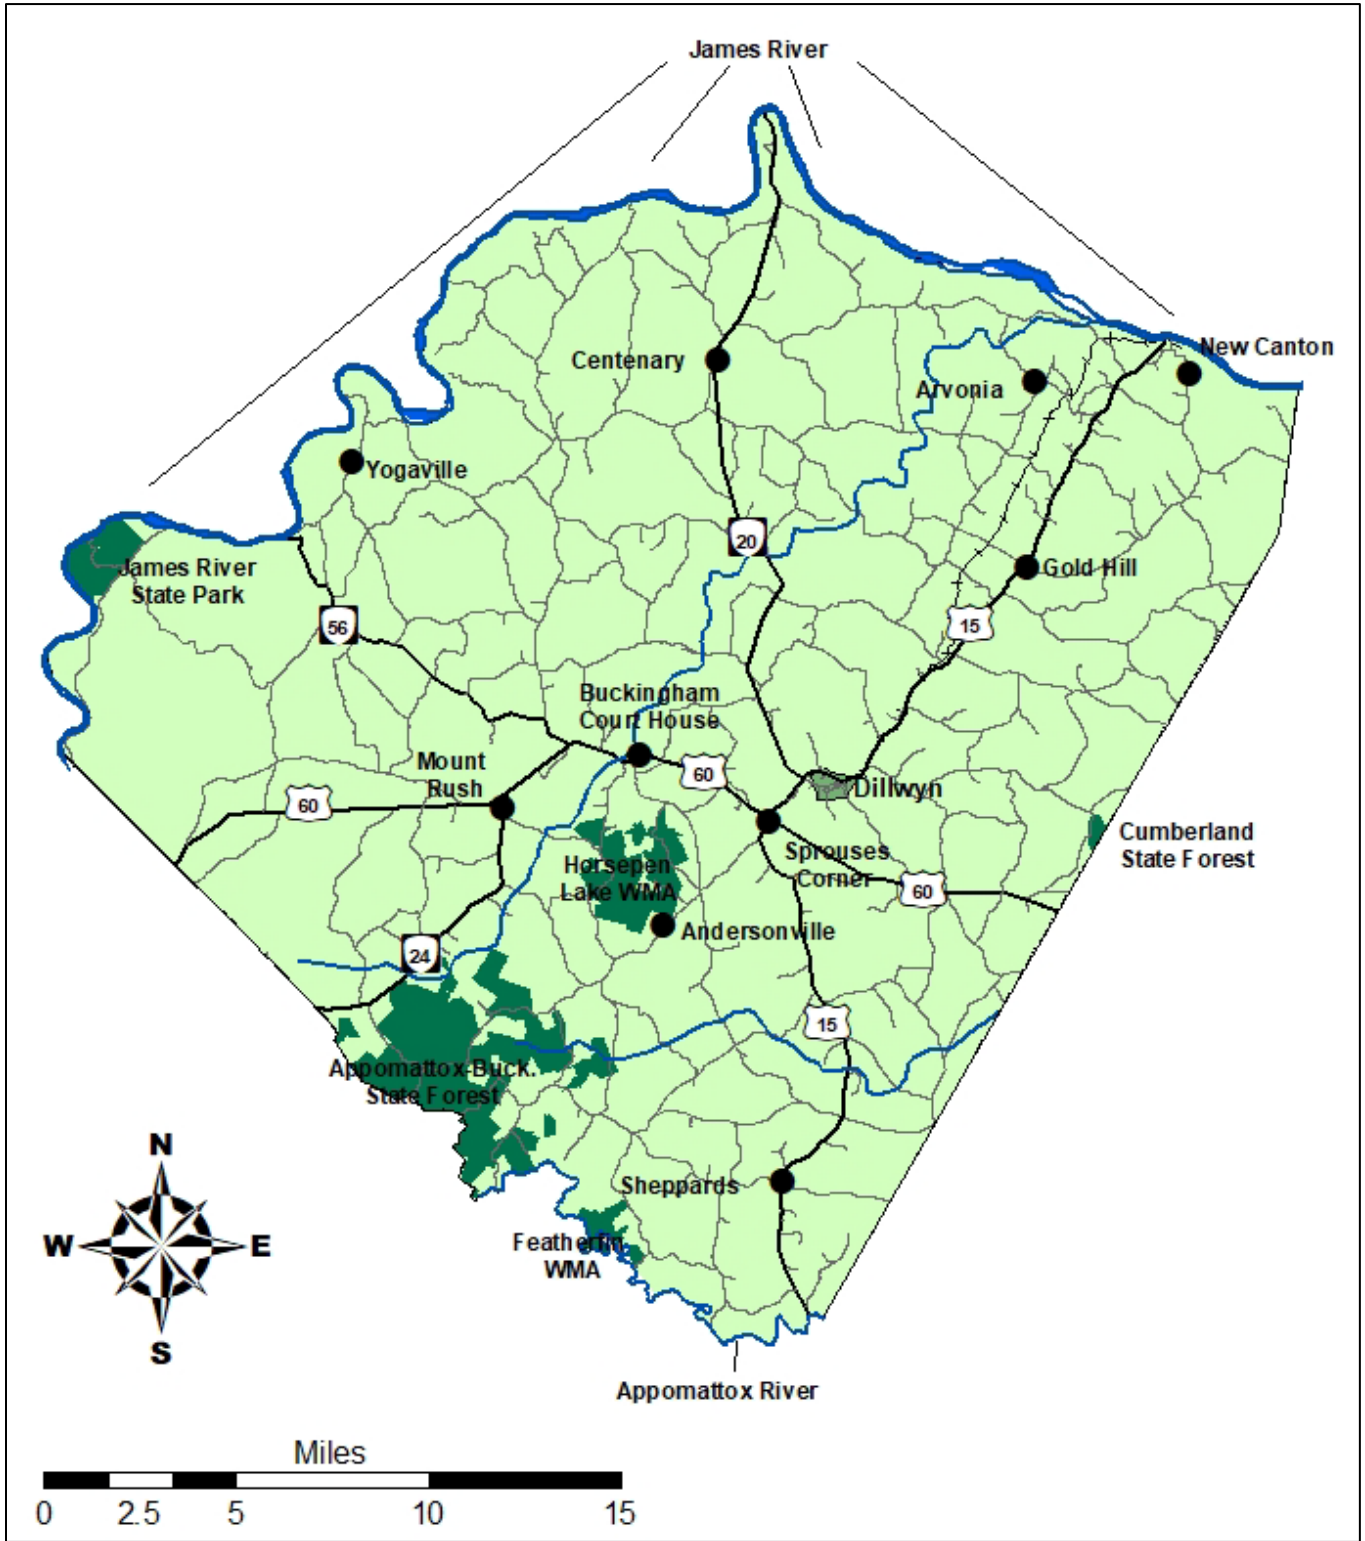 James River
New Canton
Centenary
Arvonia
Yogaville
20
James River
State Park
Gold Hill
56
15
Buckingham
Court House
Mount
Rush
60
60
Dillwyn
Cumberland
State Forest
Sprouses
Corner
Horsepen
Lake WMA
60
Andersonville
24
15
Appomattox-Buck.
State Forest
N
W
E
S
Sheppards
Featherfin
WMA
Appomattox River
Miles
0 2.5 5 10 15